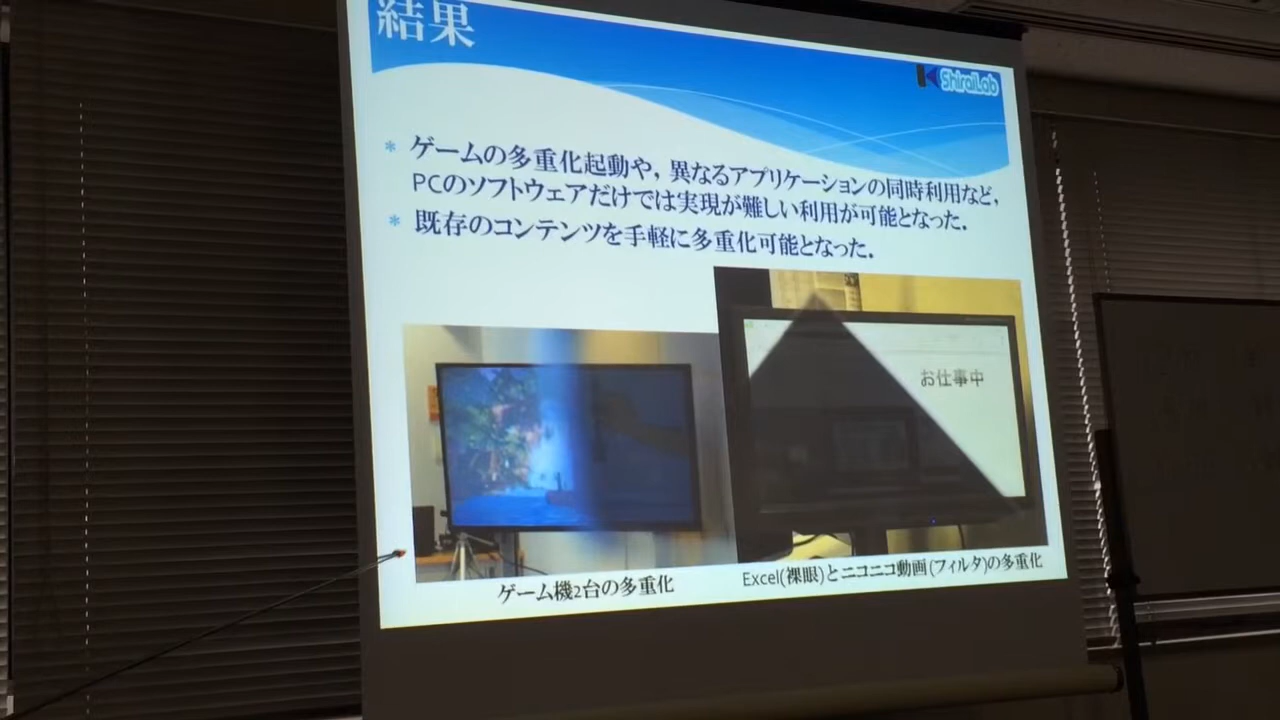 結果
ShiraiLab
* ゲームの多重化起動や, 異なるアプリケーションの同時利用など,
PCのソフトウェアだけでは実現が難しい利用が可能となった.
* 既存のコンテンツを手軽に多重化可能となった.
お仕事中
ゲーム機2台の多重化
Excel(裸眼)とニコニコ動画(フィルタ)の多重化